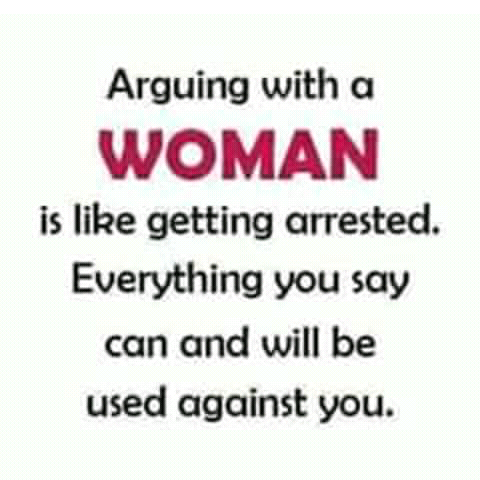 Arguing with a
WOMAN
is like getting arrested.
Everything you say
can and will be
used against you.